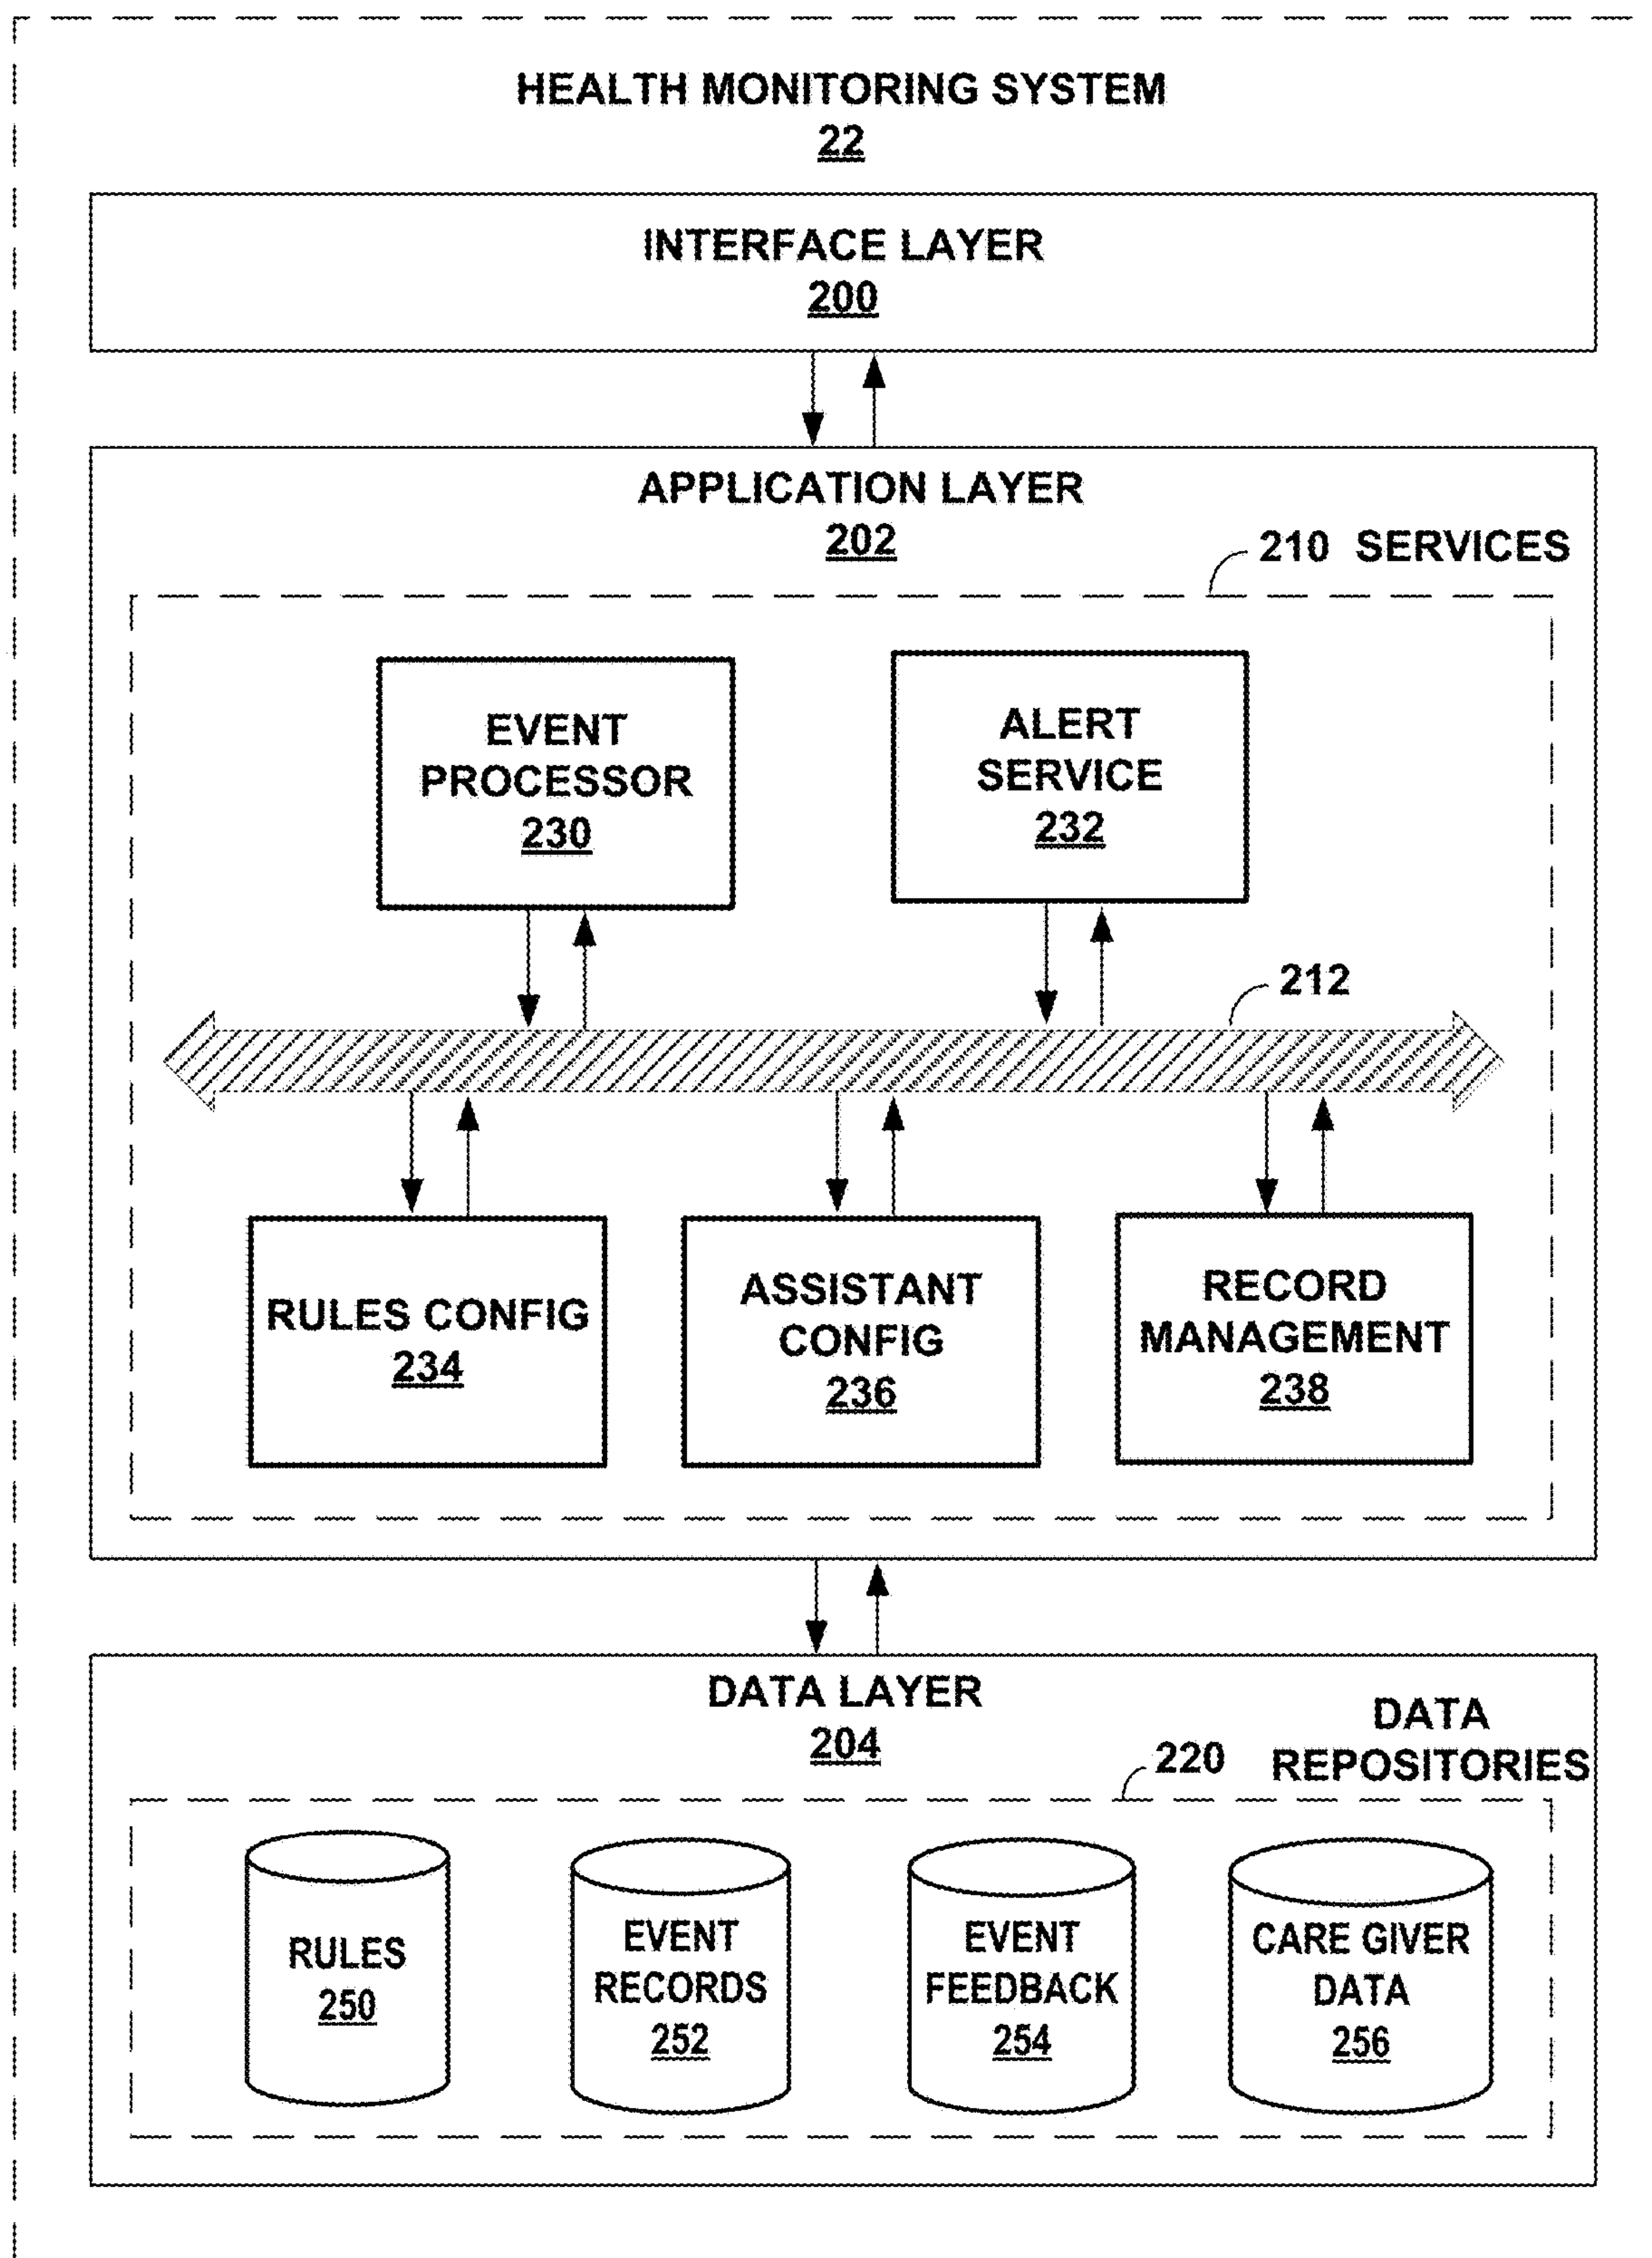 HEALTH MONITORING SYSTEM
22
INTERFACE LAYER
200
APPLICATION LAYER
202
210 SERVICES
EVENT
PROCESSOR
230
ALERT
SERVICE
232
212
RULES CONFIG
234
ASSISTANT
CONFIG
236
RECORD
MANAGEMENT
238
DATA LAYER
204
220
DATA
REPOSITORIES
RULES
250
EVENT
RECORDS
252
EVENT
FEEDBACK
254
CARE GIVER
DATA
256